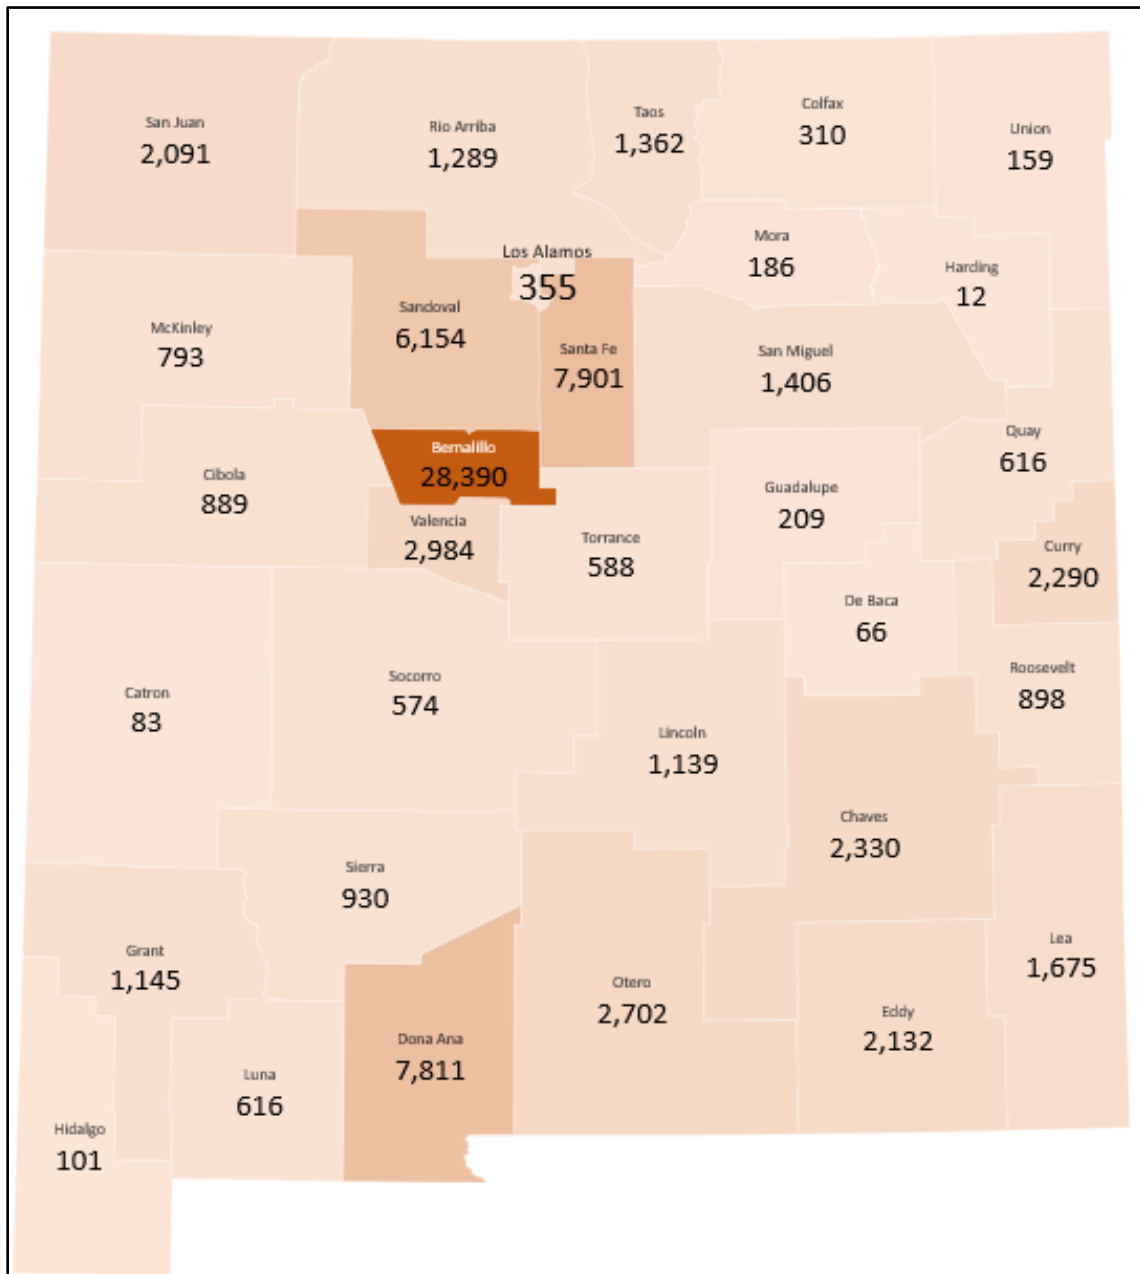 San Juan
2,091
Rio Arriba
1,289
Taos
1,362
Colfax
310
Union
159
Los Alamos
355
Mora
186
Harding
12
McKinley
793
Sandoval
6,154
Santa Fe
7,901
San Miguel
1,406
Quay
616
Cibola
889
Bernalillo
28,390
Valencia
2,984
Torrance
588
Guadalupe
209
Curry
2,290
De Baca
66
Catron
83
Socorro
574
Lincoln
1,139
Roosevelt
898
Chaves
2,330
Sierra
930
Grant
1,145
Lea
1,675
Otero
2,702
Eddy
2,132
Dona Ana
7,811
Luna
616
Hidalgo
101